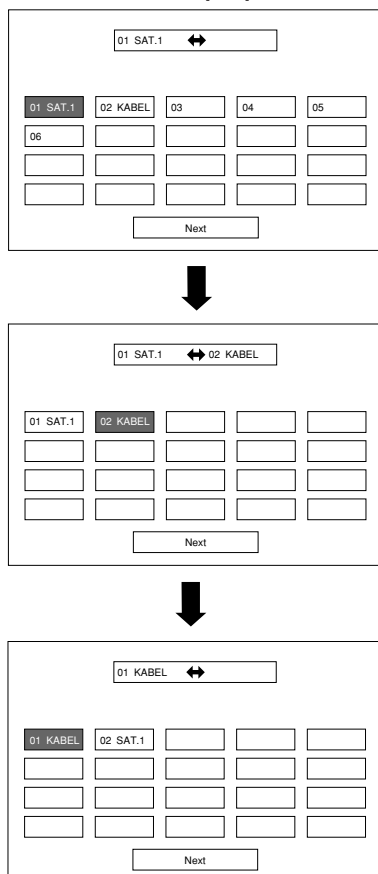 01 SAT.1 ⬌
01 SAT.1 02 KABEL 03 04 05
06
Next
01 SAT.1 ⬌ 02 KABEL
01 SAT.1 02 KABEL
Next
01 KABEL ⬌
01 KABEL 02 SAT.1
Next